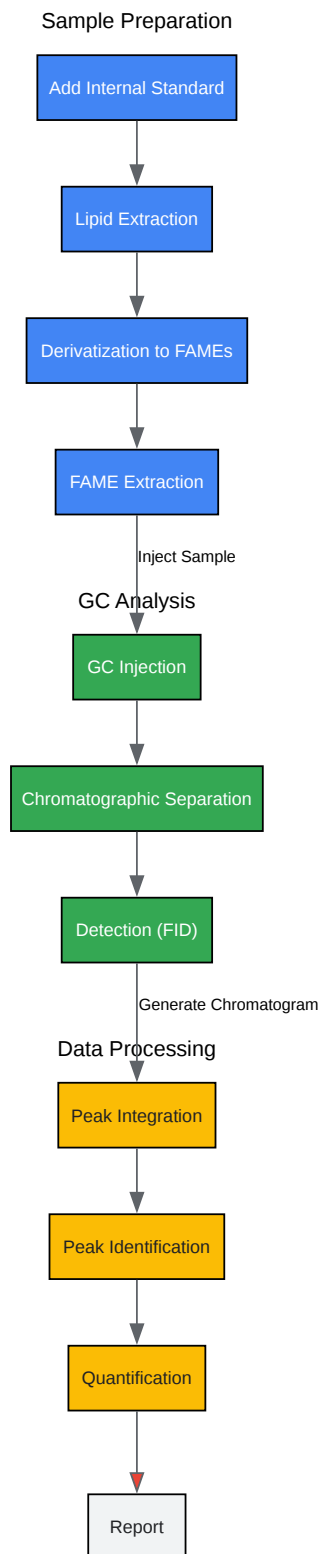 Sample Preparation
Add Internal Standard
Lipid Extraction
Derivatization to FAMEs
FAME Extraction
Inject Sample
GC Analysis
GC Injection
Chromatographic Separation
Detection (FID)
Generate Chromatogram
Data Processing
Peak Integration
Peak Identification
Quantification
Report